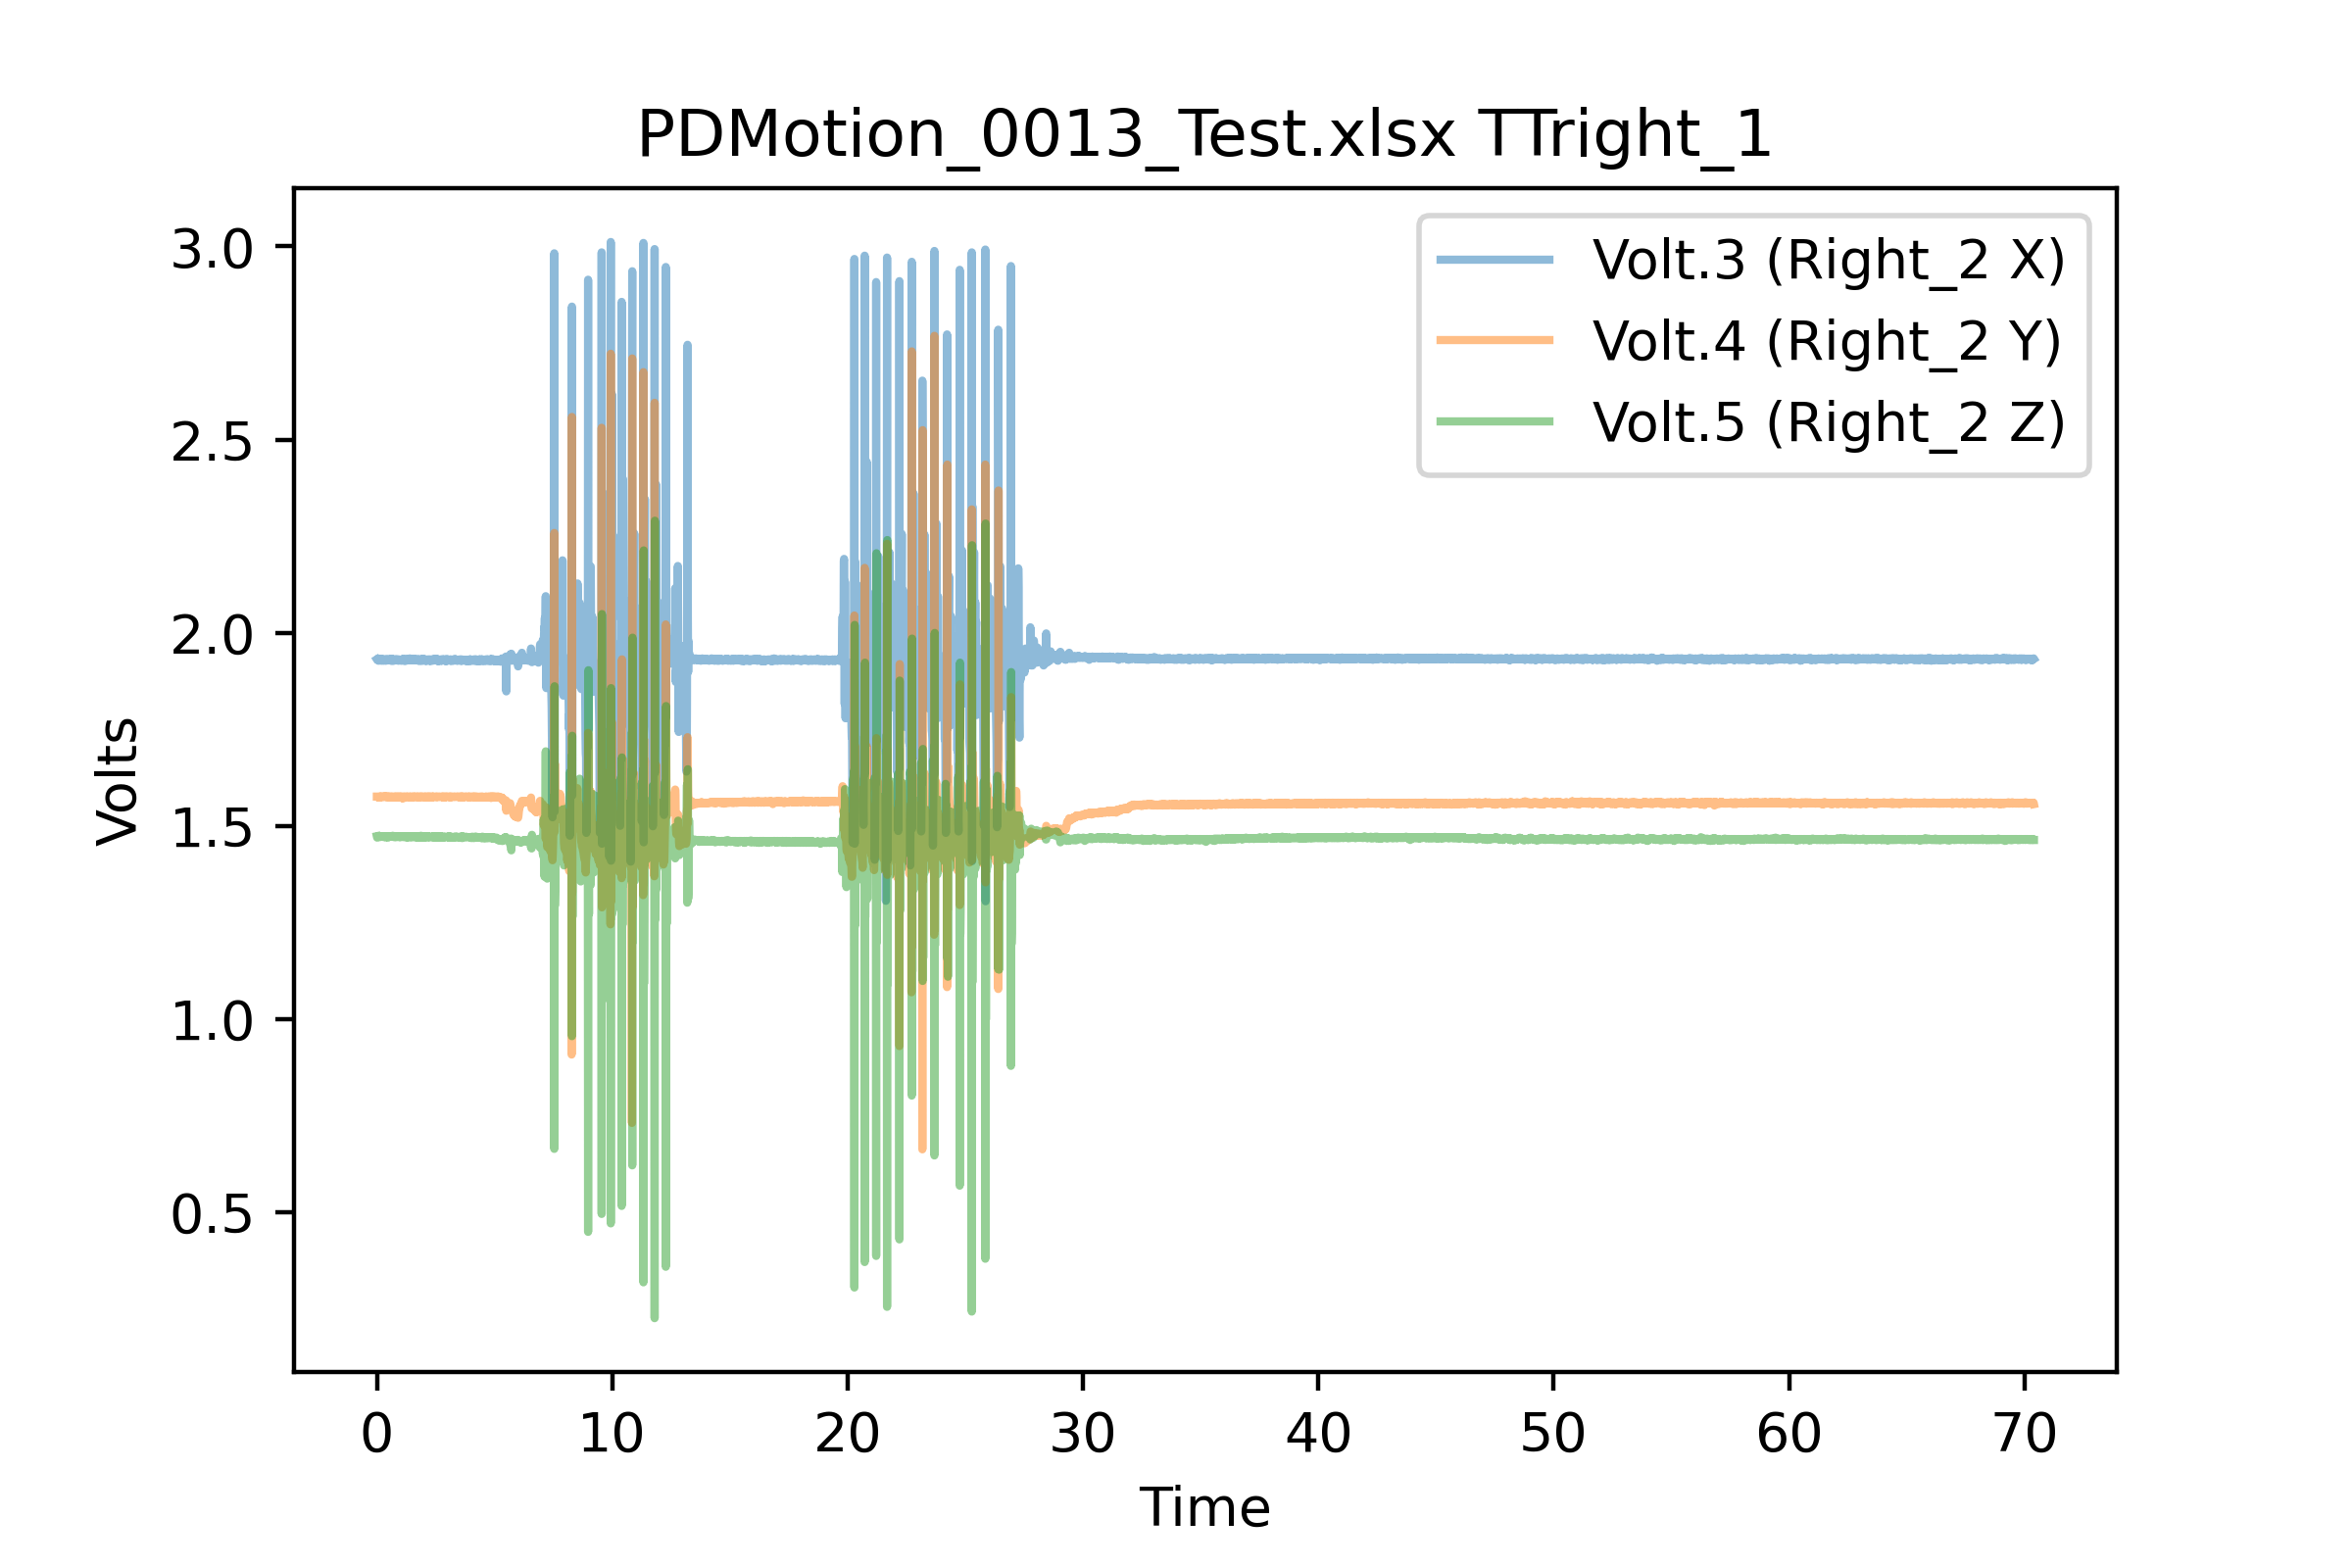 PDMotion_0013_Test.xlsx TTright_1
Volt.3 (Right_2 X)
Volt.4 (Right_2 Y)
Volt.5 (Right_2 Z)
3.0
2.5
2.0
1.5
1.0
0.5
Volts
0 10 20 30 40 50 60 70
Time